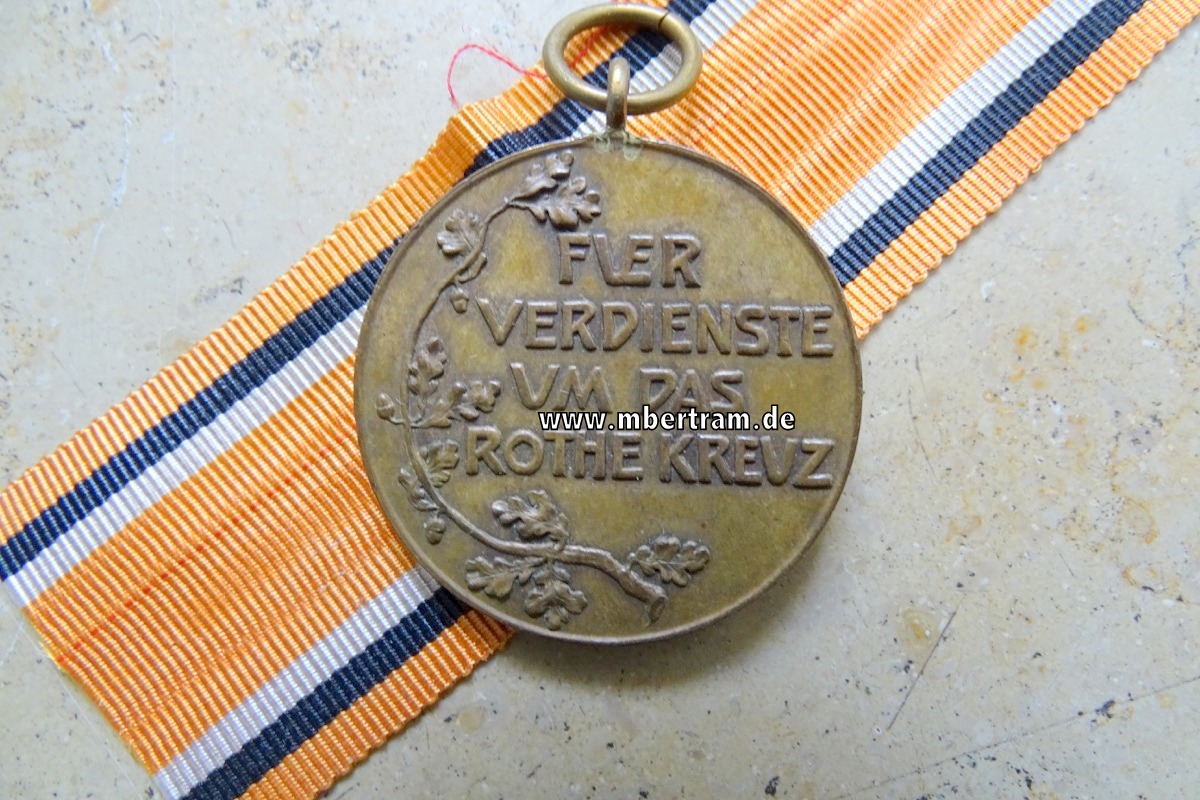 FVER
VERDIENSTE
VM DAS
www.mbertram.de
ROTHE KREVZ